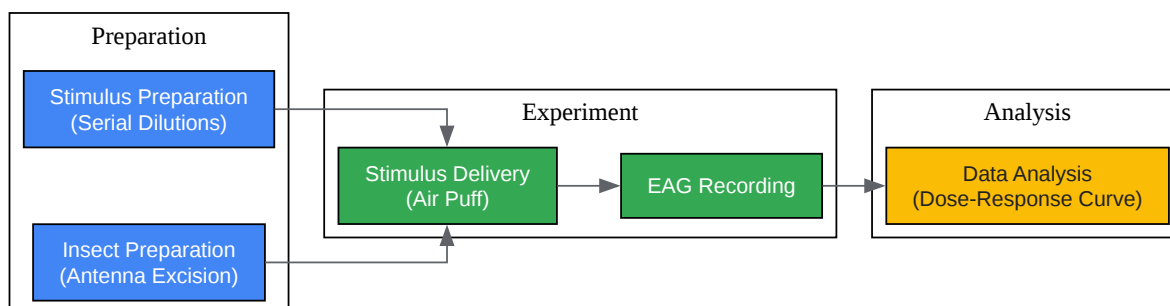 Preparation
Stimulus Preparation
(Serial Dilutions)
Insect Preparation
(Antenna Excision)
Experiment
Stimulus Delivery
(Air Puff)
EAG Recording
Analysis
Data Analysis
(Dose-Response Curve)